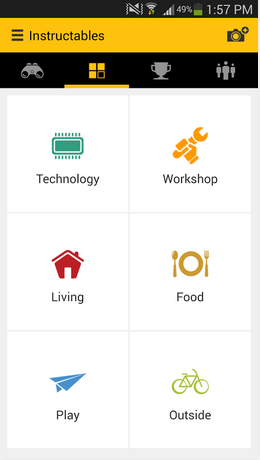 49% 1:57 PM
Instructables
Technology Workshop
Living Food
Play Outside